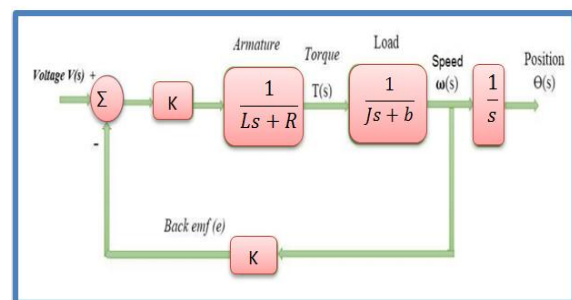 Armature
Torque
Load
Speed
Position
Voltage V(s) +
T(s)
ω(s)
Θ(s)
Σ
K
1
Ls + R
1
Js + b
1
s
-
Back emf (e)
K